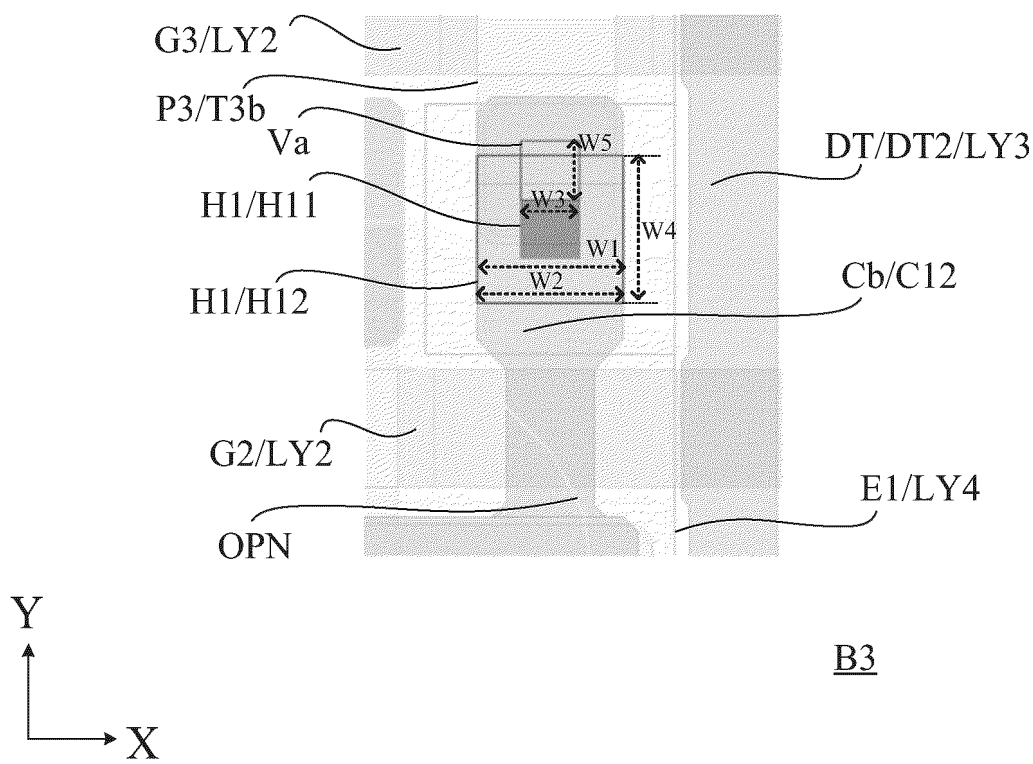 G3/LY2
P3/T3b
Va
W5
DT/DT2/LY3
H1/H11
W3
W4
W1
Cb/C12
H1/H12
W2
G2/LY2
E1/LY4
OPN
Y
B3
X